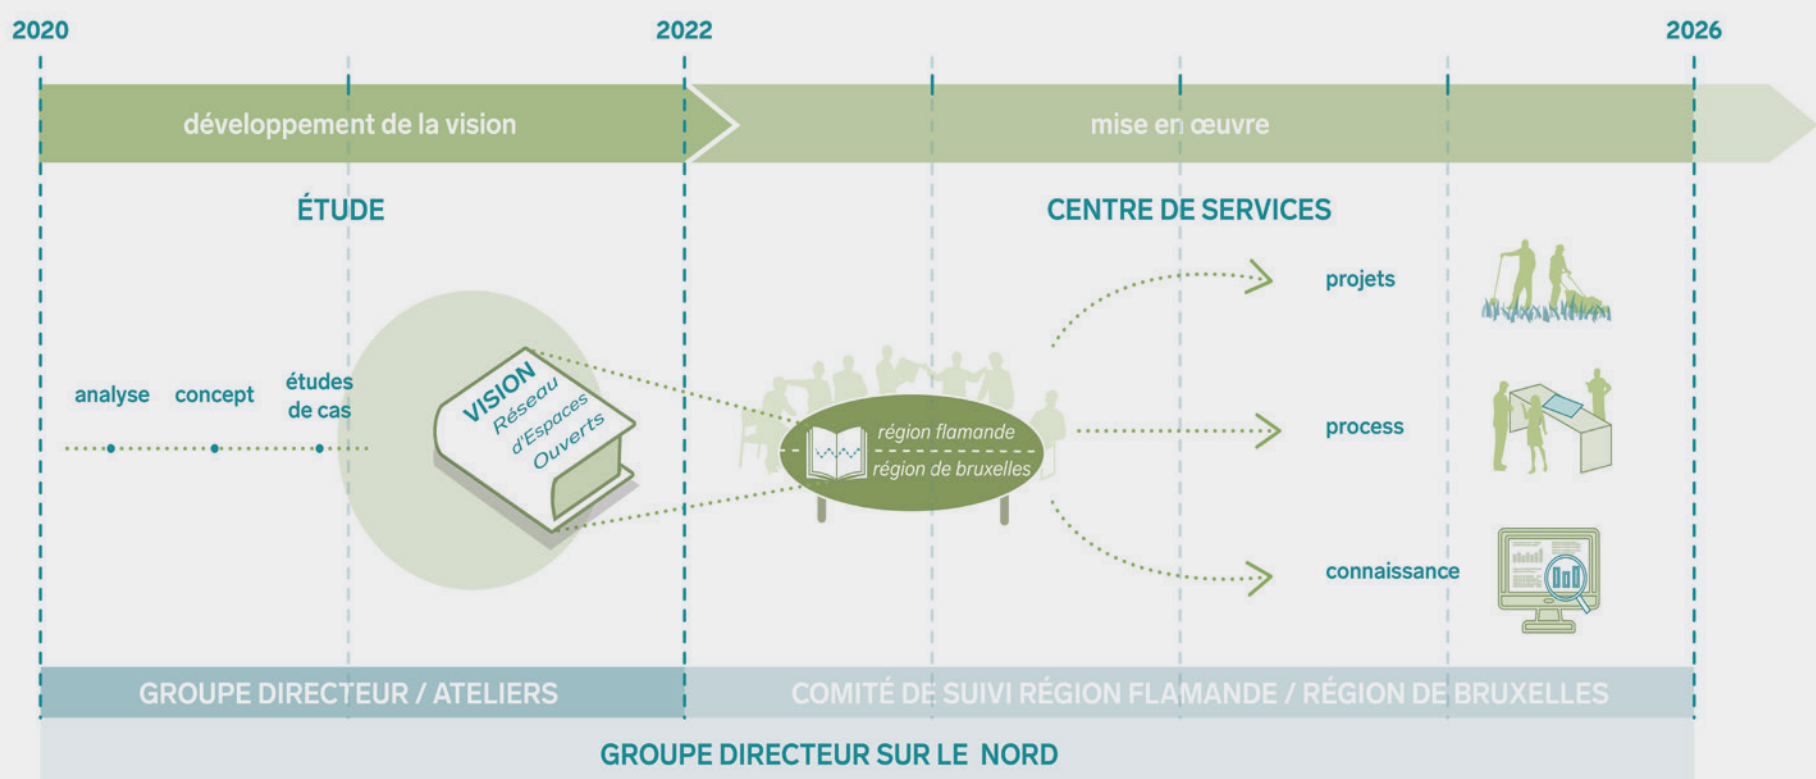 2020
2022
2026
développement de la vision
mise en œuvre
ÉTUDE
CENTRE DE SERVICES
analyse
concept
études
de cas
VISION
Réseau
d'Espaces
Ouverts
région flamande
région de bruxelles
projets
process
connaissance
GROUPE DIRECTEUR / ATELIERS
COMITÉ DE SUIVI RÉGION FLAMANDE / RÉGION DE BRUXELLES
GROUPE DIRECTEUR SUR LE NORD